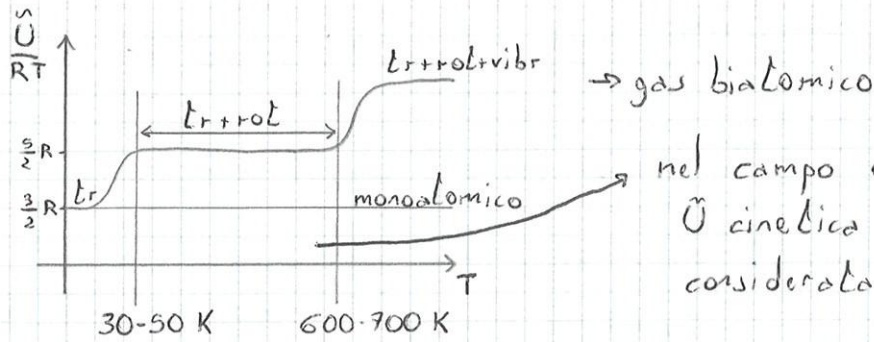 Ũ
RT
tr+rot+vibr
→ gas biatomico
tr+rot
5/2 R
tr
3/2 R
monoatomico
nel campo
Ũ cinetica
considerata
T
30-50 K
600-700 K